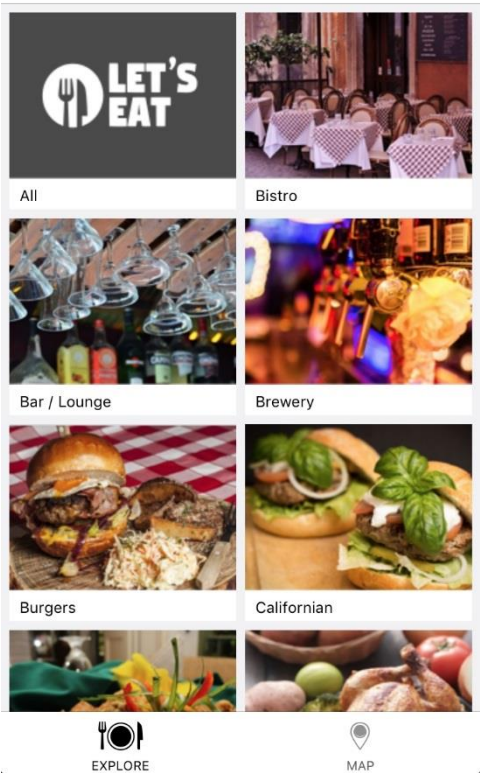 LET'S
EAT
All
Bistro
Bar / Lounge
Brewery
Burgers
Californian
EXPLORE
MAP